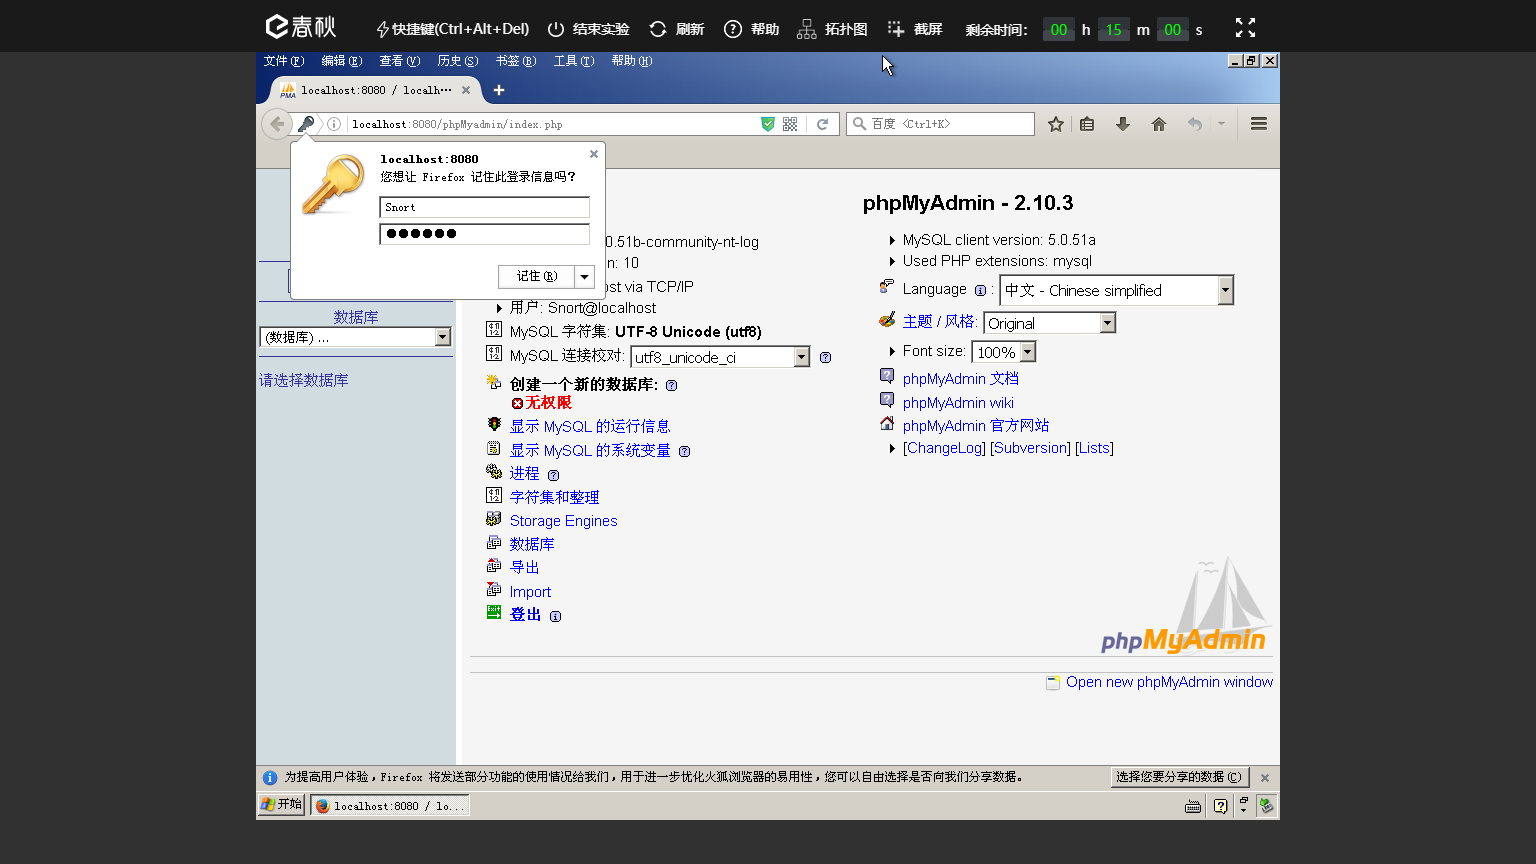 e春秋 快捷键(Ctrl+Alt+Del) 结束实验 刷新 帮助 拓扑图 截屏 剩余时间： 00 h 15 m 00 s
文件(F) 编辑(E) 查看(V) 历史(S) 书签(B) 工具(T) 帮助(H)
localhost:8080 / localh···
localhost:8080/phpMyadmin/index.php
百度 <Ctrl+K>
localhost:8080
您想让 Firefox 记住此登录信息吗?
Snort
●●●●●●
记住(R)
数据库
(数据库) ...
请选择数据库
0.51b-community-nt-log
n: 10
ost via TCP/IP
用户: Snort@localhost
MySQL 字符集: UTF-8 Unicode (utf8)
MySQL 连接校对: utf8_unicode_ci
创建一个新的数据库:
无权限
显示 MySQL 的运行信息
显示 MySQL 的系统变量
进程
字符集和整理
Storage Engines
数据库
导出
Import
登出
phpMyAdmin - 2.10.3
MySQL client version: 5.0.51a
Used PHP extensions: mysql
Language : 中文 - Chinese simplified
主题 / 风格: Original
Font size: 100%
phpMyAdmin 文档
phpMyAdmin wiki
phpMyAdmin 官方网站
[ChangeLog] [Subversion] [Lists]
phpMyAdmin
Open new phpMyAdmin window
为提高用户体验，Firefox 将发送部分功能的使用情况给我们，用于进一步优化火狐浏览器的易用性，您可以自由选择是否向我们分享数据。
选择您要分享的数据(C)
开始 localhost:8080 / lo...